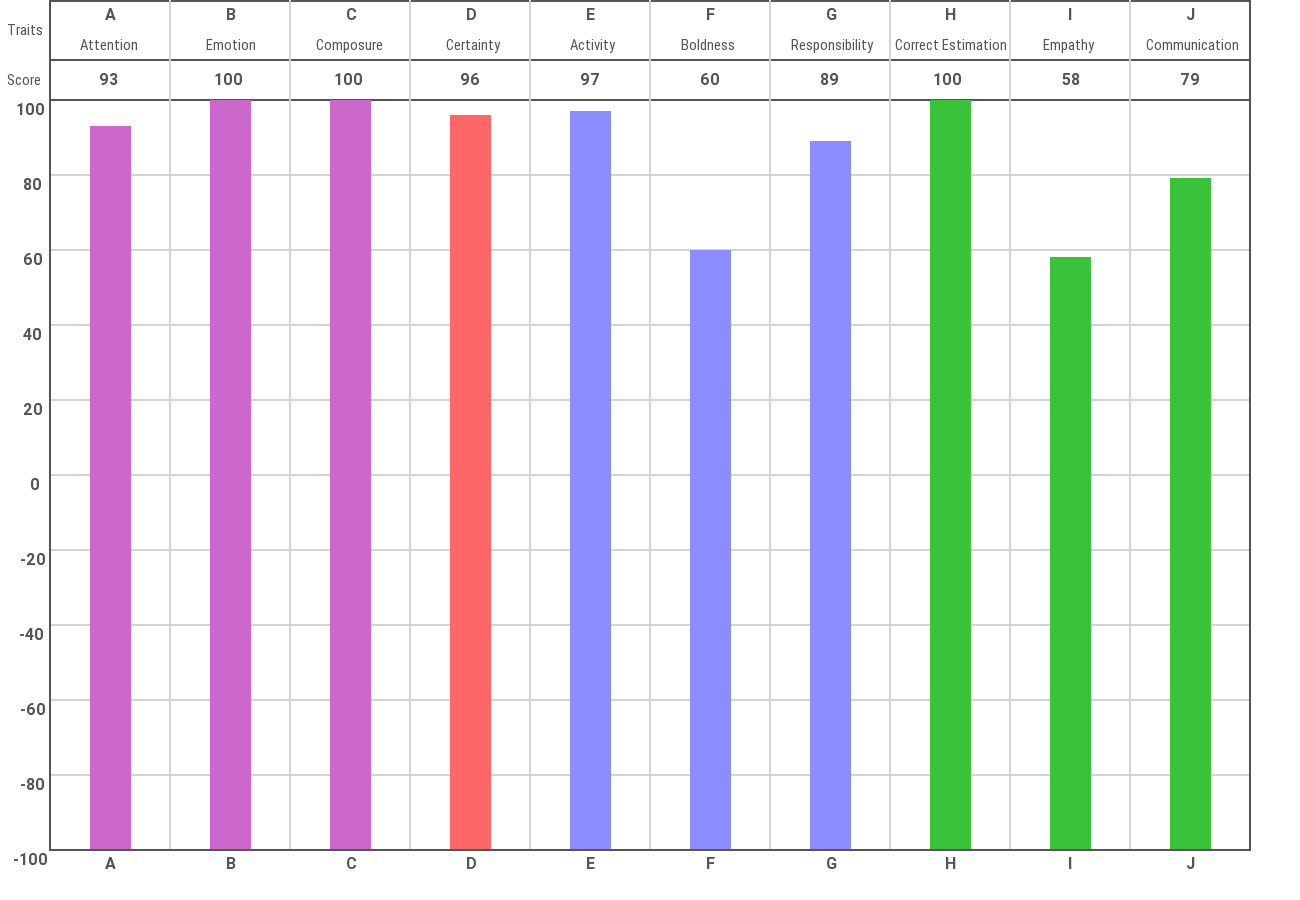 A B C D E F G H I J
Traits
Attention Emotion Composure Certainty Activity Boldness Responsibility Correct Estimation Empathy Communication
Score 93 100 100 96 97 60 89 100 58 79
100
80
60
40
20
0
-20
-40
-60
-80
-100
A B C D E F G H I J